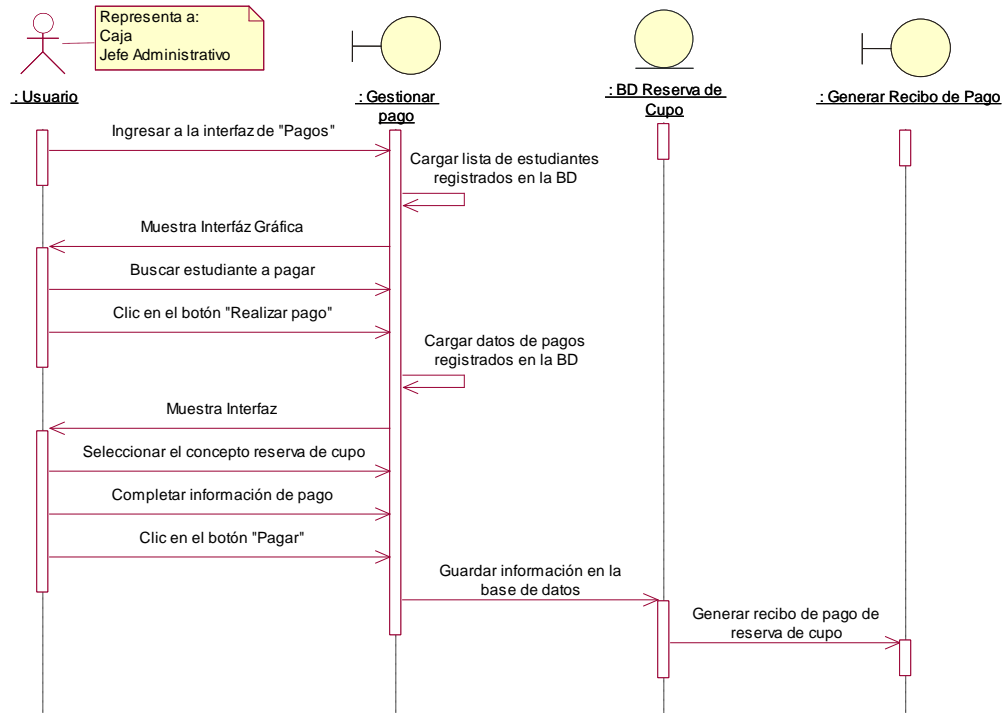 Representa a:
Caja
Jefe Administrativo
: Usuario
: Gestionar
pago
: BD Reserva de
Cupo
: Generar Recibo de Pago
Ingresar a la interfaz de "Pagos"
Cargar lista de estudiantes
registrados en la BD
Muestra Interfáz Gráfica
Buscar estudiante a pagar
Clic en el botón "Realizar pago"
Cargar datos de pagos
registrados en la BD
Muestra Interfaz
Seleccionar el concepto reserva de cupo
Completar información de pago
Clic en el botón "Pagar"
Guardar información en la
base de datos
Generar recibo de pago de
reserva de cupo